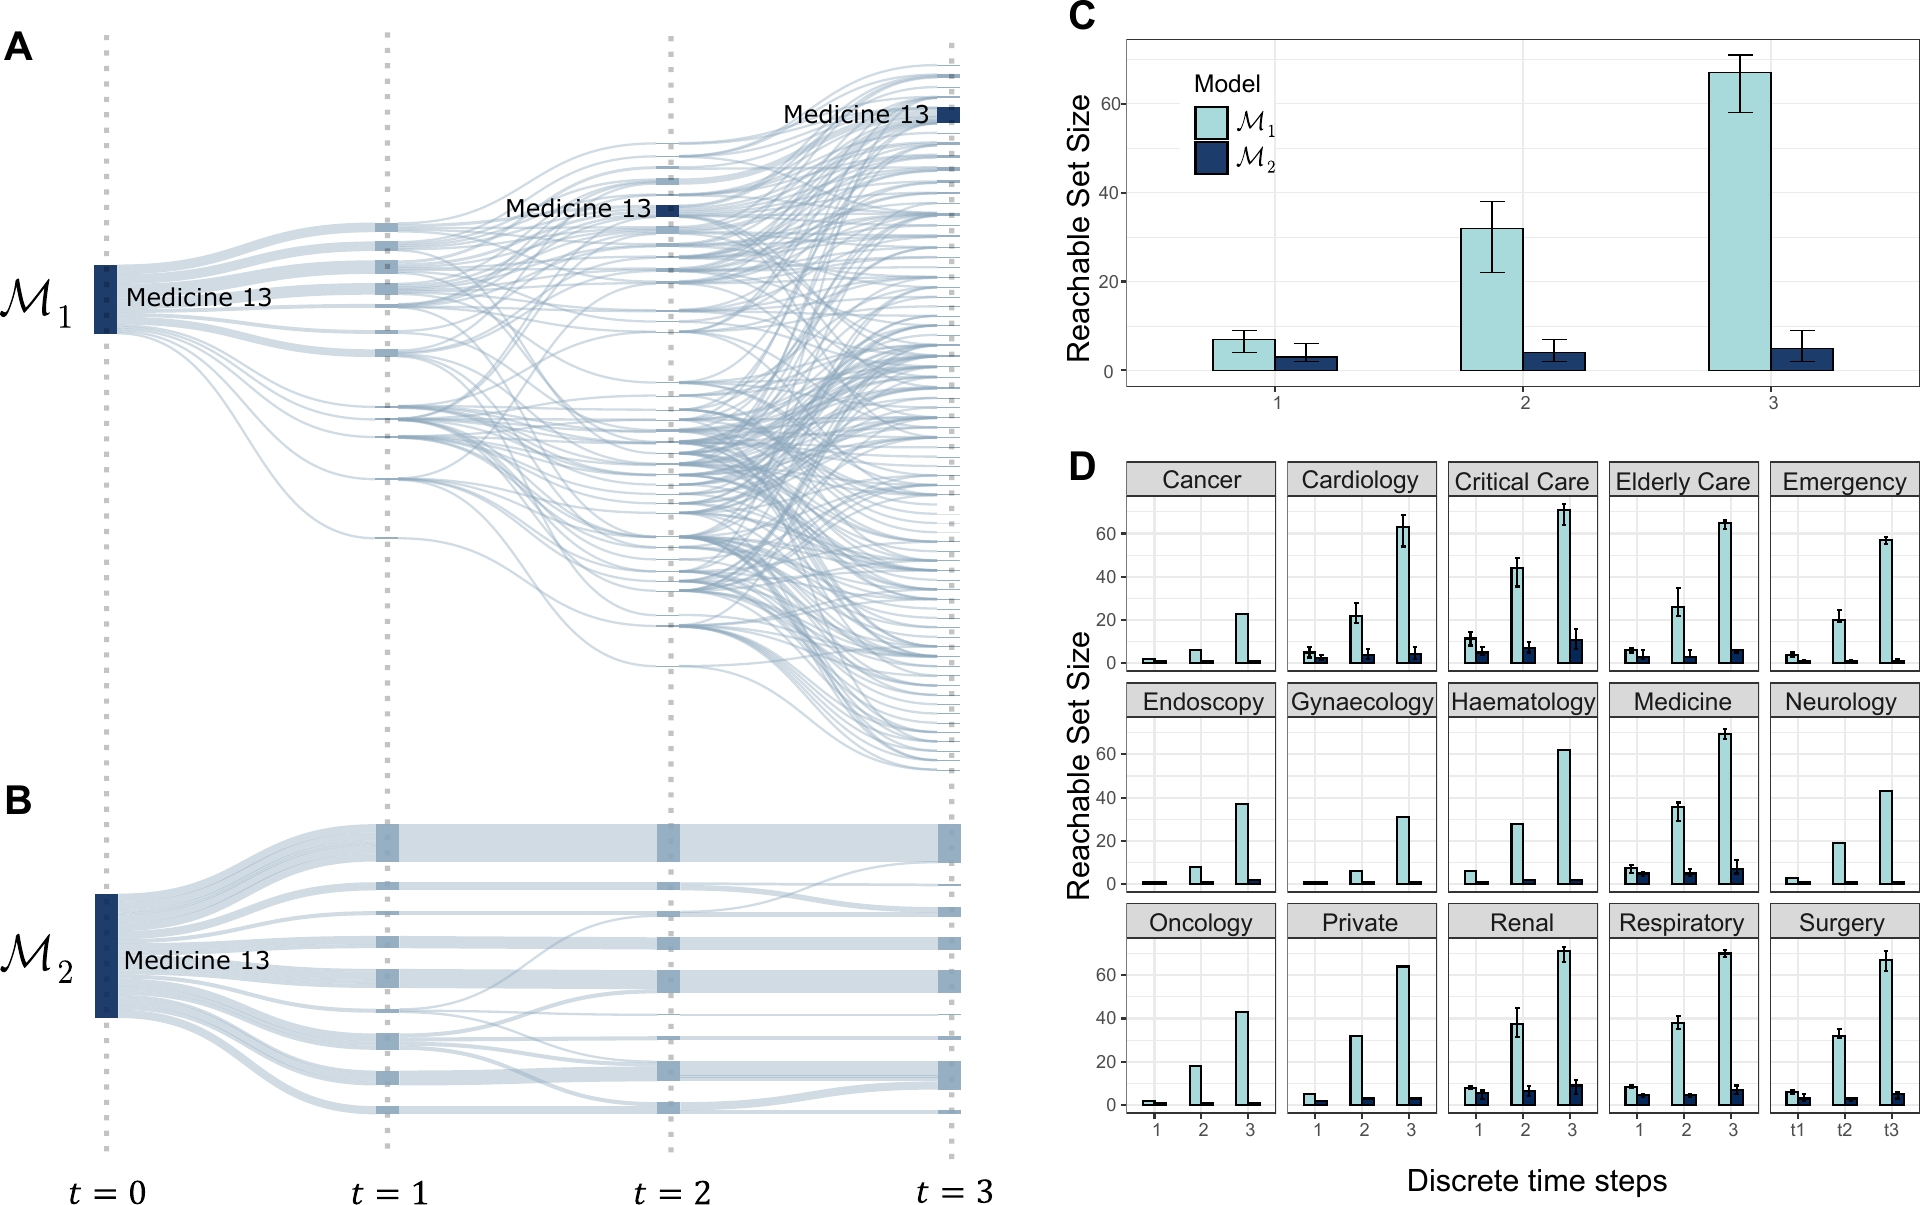 A
Medicine 13
Medicine 13
Medicine 13
ℳ1
B
Medicine 13
ℳ2
t = 0
t = 1
t = 2
t = 3
C
Reachable Set Size
60
40
20
0
Model
ℳ1
ℳ2
1
2
3
D
Reachable Set Size
Cancer
Cardiology
Critical Care
Elderly Care
Emergency
60
40
20
0
Endoscopy
Gynaecology
Haematology
Medicine
Neurology
60
40
20
0
Oncology
Private
Renal
Respiratory
Surgery
60
40
20
0
1 2 3
1 2 3
1 2 3
1 2 3
t1 t2 t3
Discrete time steps